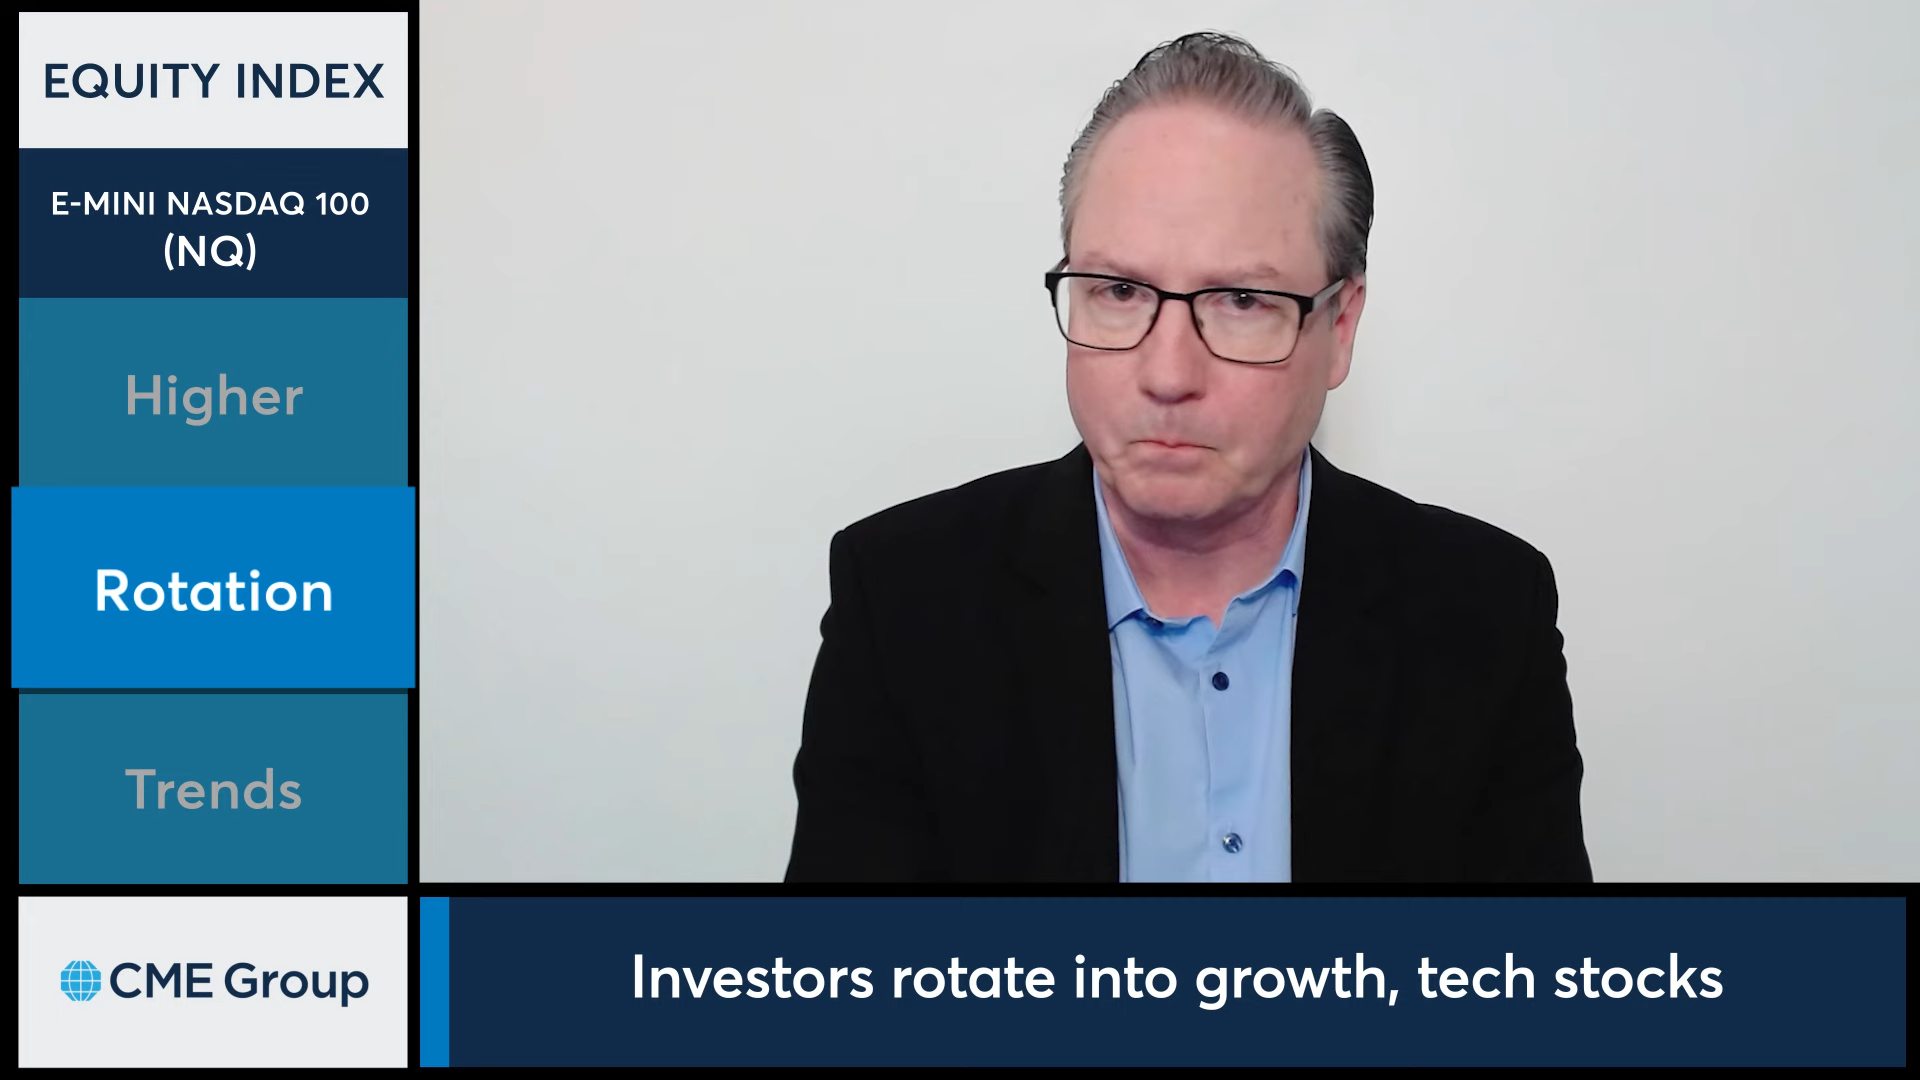 EQUITY INDEX
E-MINI NASDAQ 100
(NQ)
Higher
Rotation
Trends
CME Group
Investors rotate into growth, tech stocks